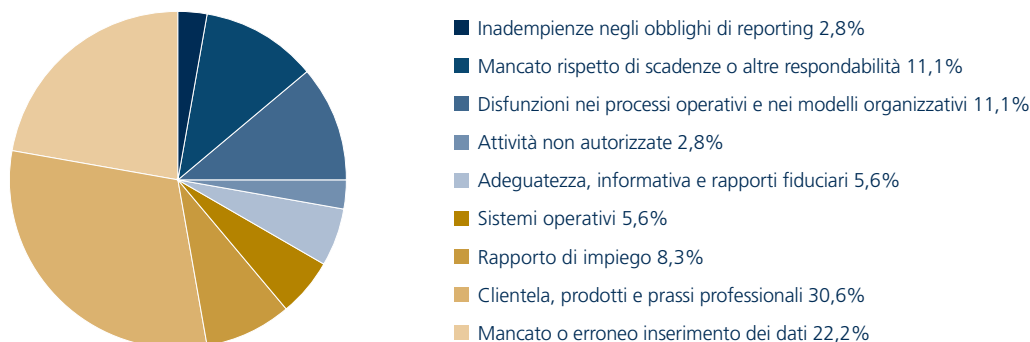 Inadempienze negli obblighi di reporting 2,8%
Mancato rispetto di scadenze o altre respondabilità 11,1%
Disfunzioni nei processi operativi e nei modelli organizzativi 11,1%
Attività non autorizzate 2,8%
Adeguatezza, informativa e rapporti fiduciari 5,6%
Sistemi operativi 5,6%
Rapporto di impiego 8,3%
Clientela, prodotti e prassi professionali 30,6%
Mancato o erroneo inserimento dei dati 22,2%